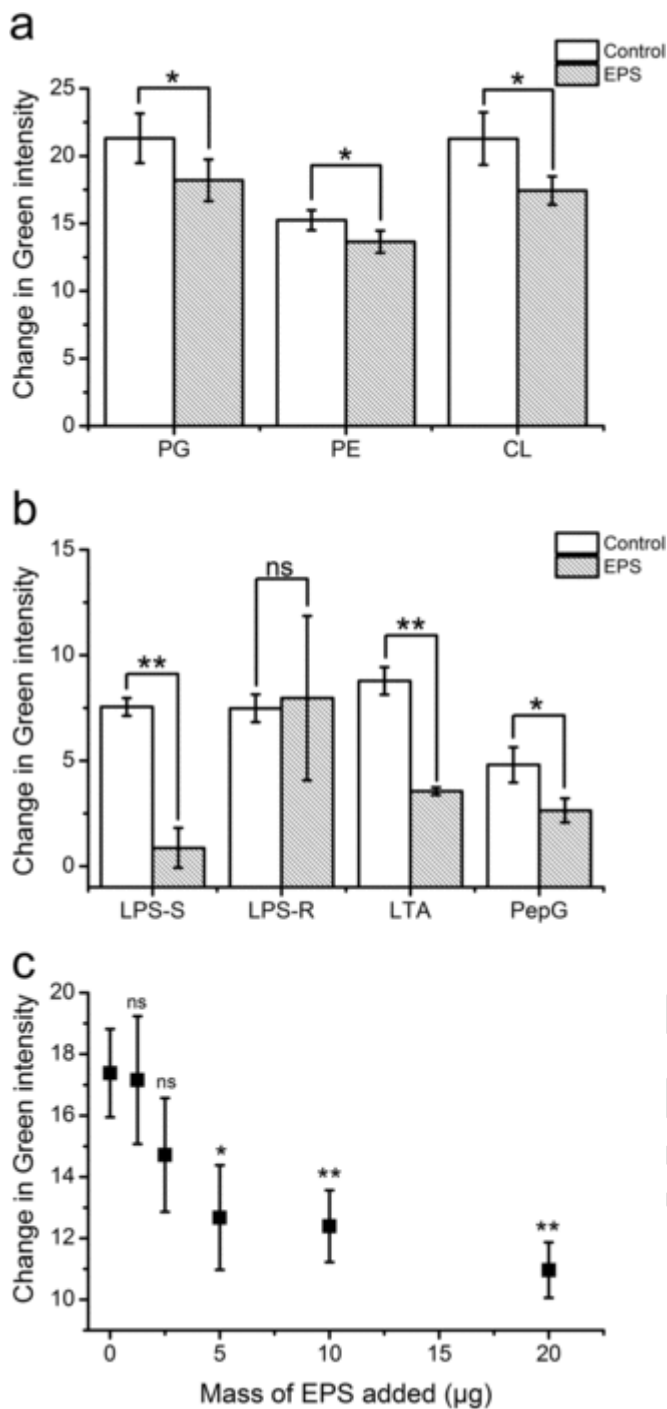 a
Control
EPS
Change in Green intensity
25
20
15
10
5
0
*
*
*
PG PE CL
b
Control
EPS
Change in Green intensity
15
10
5
0
**
ns
**
*
LPS-S LPS-R LTA PepG
c
Change in Green intensity
20
18
16
14
12
10
ns
ns
*
**
**
0 5 10 15 20
Mass of EPS added (µg)